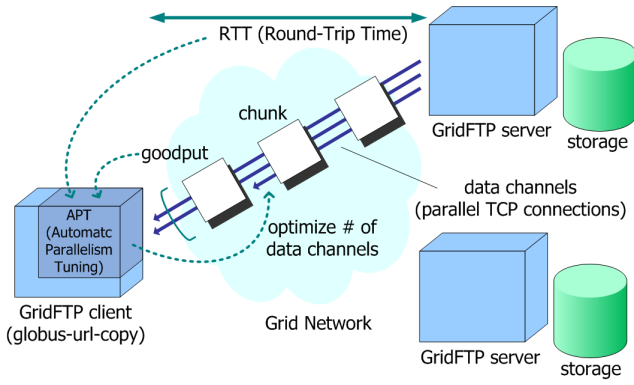 RTT (Round-Trip Time)
chunk
GridFTP server
storage
goodput
data channels
(parallel TCP connections)
APT
(Automatc
Parallelism
Tuning)
optimize # of
data channels
GridFTP client
(globus-url-copy)
Grid Network
GridFTP server
storage